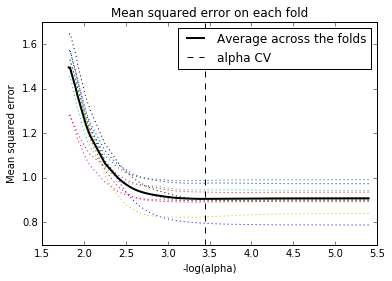 Mean squared error on each fold
Average across the folds
alpha CV
Mean squared error
1.6
1.4
1.2
1.0
0.8
1.5 2.0 2.5 3.0 3.5 4.0 4.5 5.0 5.5
-log(alpha)